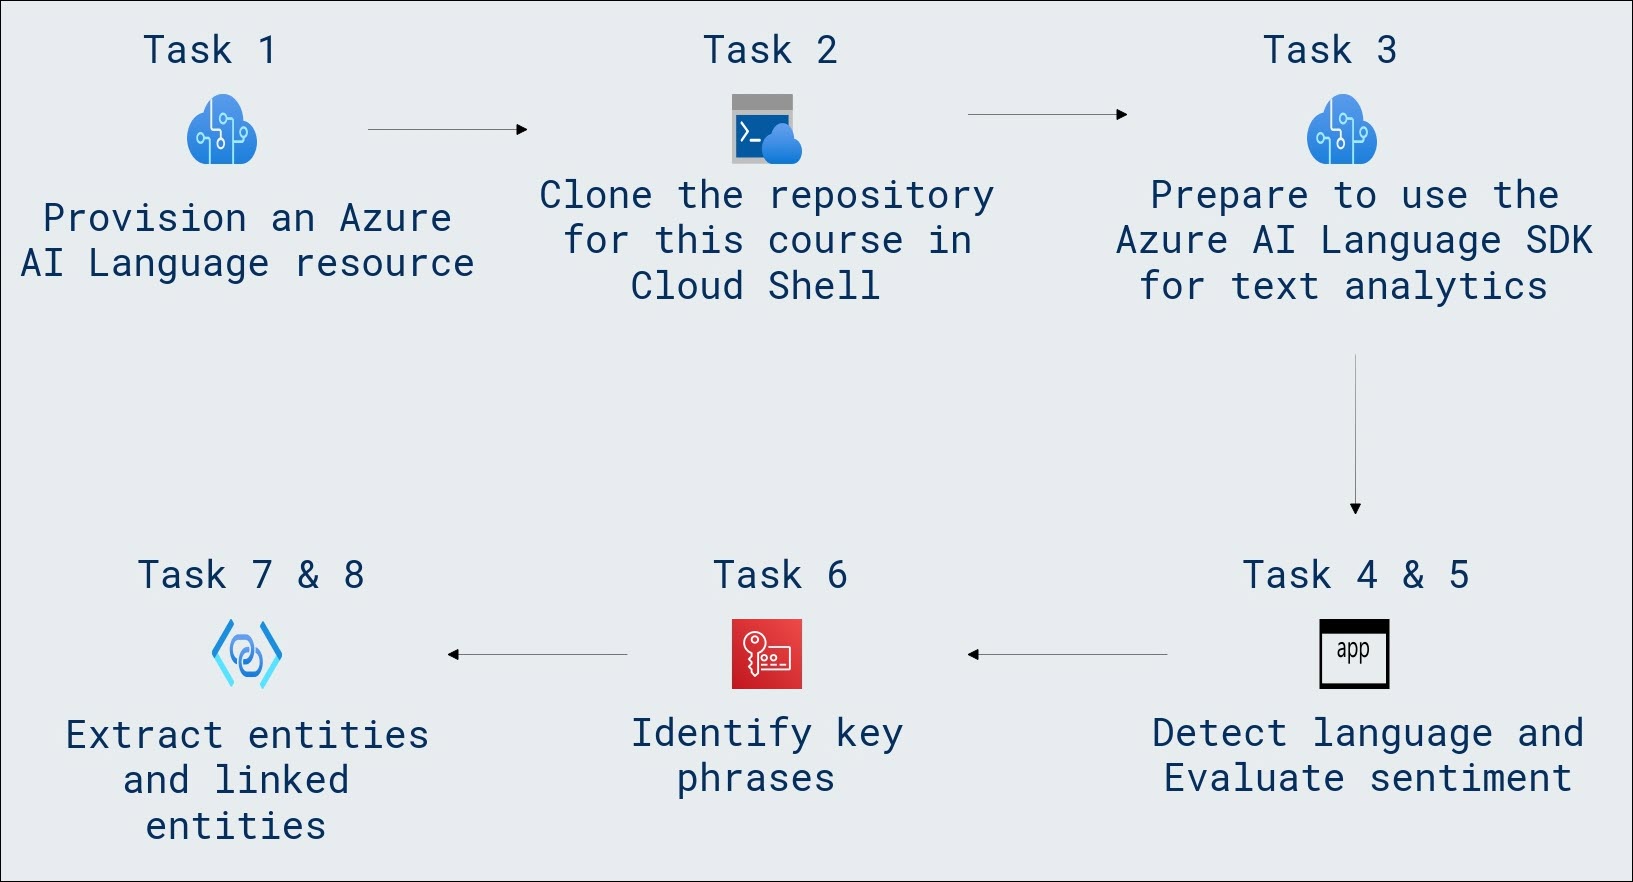 Task 1
Provision an Azure
AI Language resource
Task 2
>_
Clone the repository
for this course in
Cloud Shell
Task 3
Prepare to use the
Azure AI Language SDK
for text analytics
Task 4 & 5
app
Detect language and
Evaluate sentiment
Task 6
Identify key
phrases
Task 7 & 8
Extract entities
and linked
entities